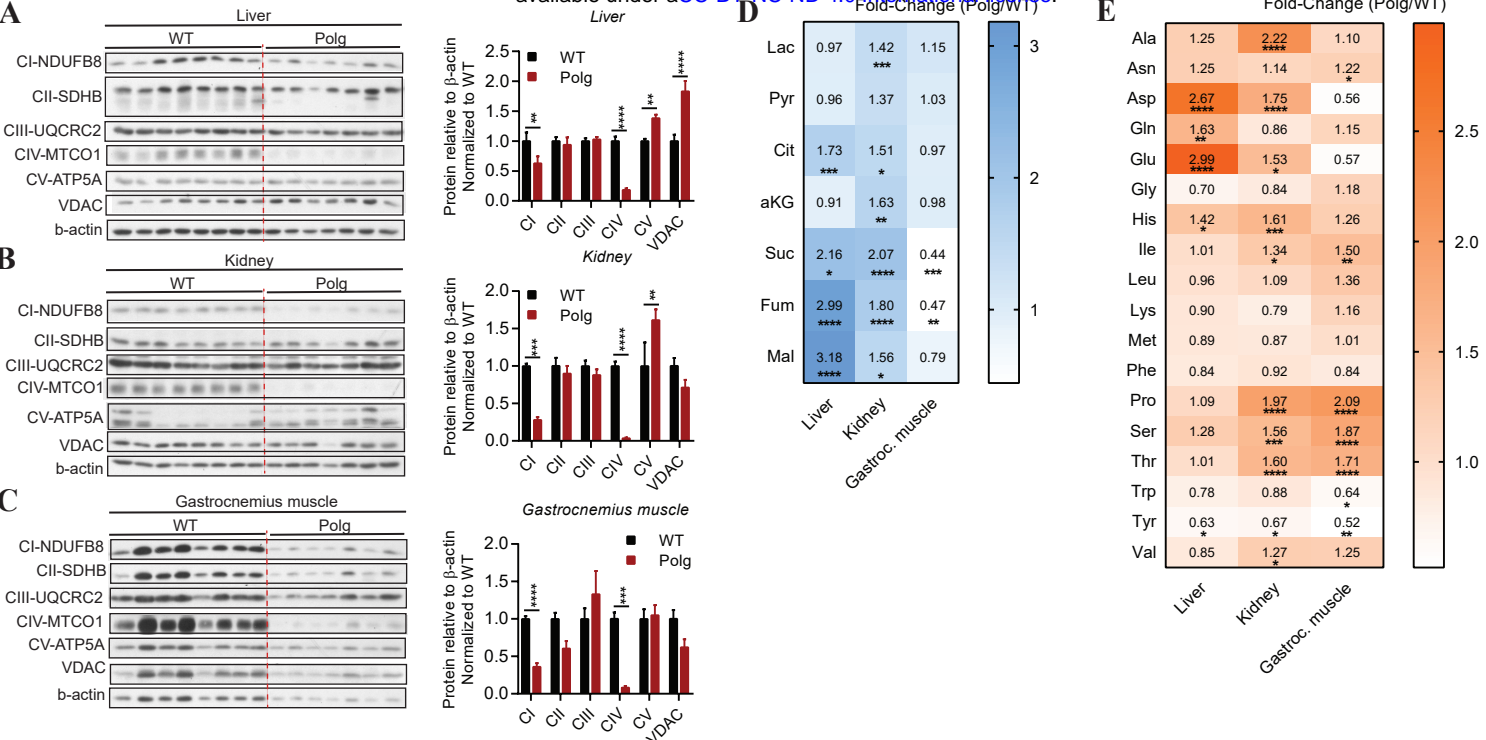 A
Liver
WT Polg
CI-NDUFB8
CII-SDHB
CIII-UQCRC2
CIV-MTCO1
CV-ATP5A
VDAC
b-actin
Liver
Protein relative to β-actin
Normalized to WT
2.5
2.0
1.5
1.0
0.5
0.0
WT
Polg
** **** ** ****
CI CII CIII CIV CV VDAC
B
Kidney
WT Polg
CI-NDUFB8
CII-SDHB
CIII-UQCRC2
CIV-MTCO1
CV-ATP5A
VDAC
b-actin
Kidney
Protein relative to β-actin
Normalized to WT
2.0
1.5
1.0
0.5
0.0
WT
Polg
*** **** **
CI CII CIII CIV CV VDAC
C
Gastrocnemius muscle
WT Polg
CI-NDUFB8
CII-SDHB
CIII-UQCRC2
CIV-MTCO1
CV-ATP5A
VDAC
b-actin
Gastrocnemius muscle
Protein relative to β-actin
Normalized to WT
2.0
1.5
1.0
0.5
0.0
WT
Polg
**** ***
CI CII CIII CIV CV VDAC
available under a
D
Fold-Change (Polg/WT)
Lac 0.97 1.42 1.15
***
Pyr 0.96 1.37 1.03
Cit 1.73 1.51 0.97
*** *
aKG 0.91 1.63 0.98
**
Suc 2.16 2.07 0.44
* **** ***
Fum 2.99 1.80 0.47
**** **** **
Mal 3.18 1.56 0.79
**** *
Liver Kidney Gastroc. muscle
3
2
1
E
Fold-Change (Polg/WT)
Ala 1.25 2.22 1.10
****
Asn 1.25 1.14 1.22
*
Asp 2.67 1.75 0.56
**** ****
Gln 1.63 0.86 1.15
**
Glu 2.99 1.53 0.57
**** *
Gly 0.70 0.84 1.18
His 1.42 1.61 1.26
* ***
Ile 1.01 1.34 1.50
* **
Leu 0.96 1.09 1.36
Lys 0.90 0.79 1.16
Met 0.89 0.87 1.01
Phe 0.84 0.92 0.84
Pro 1.09 1.97 2.09
**** ****
Ser 1.28 1.56 1.87
*** ****
Thr 1.01 1.60 1.71
**** ****
Trp 0.78 0.88 0.64
*
Tyr 0.63 0.67 0.52
* * **
Val 0.85 1.27 1.25
*
Liver Kidney Gastroc. muscle
2.5
2.0
1.5
1.0